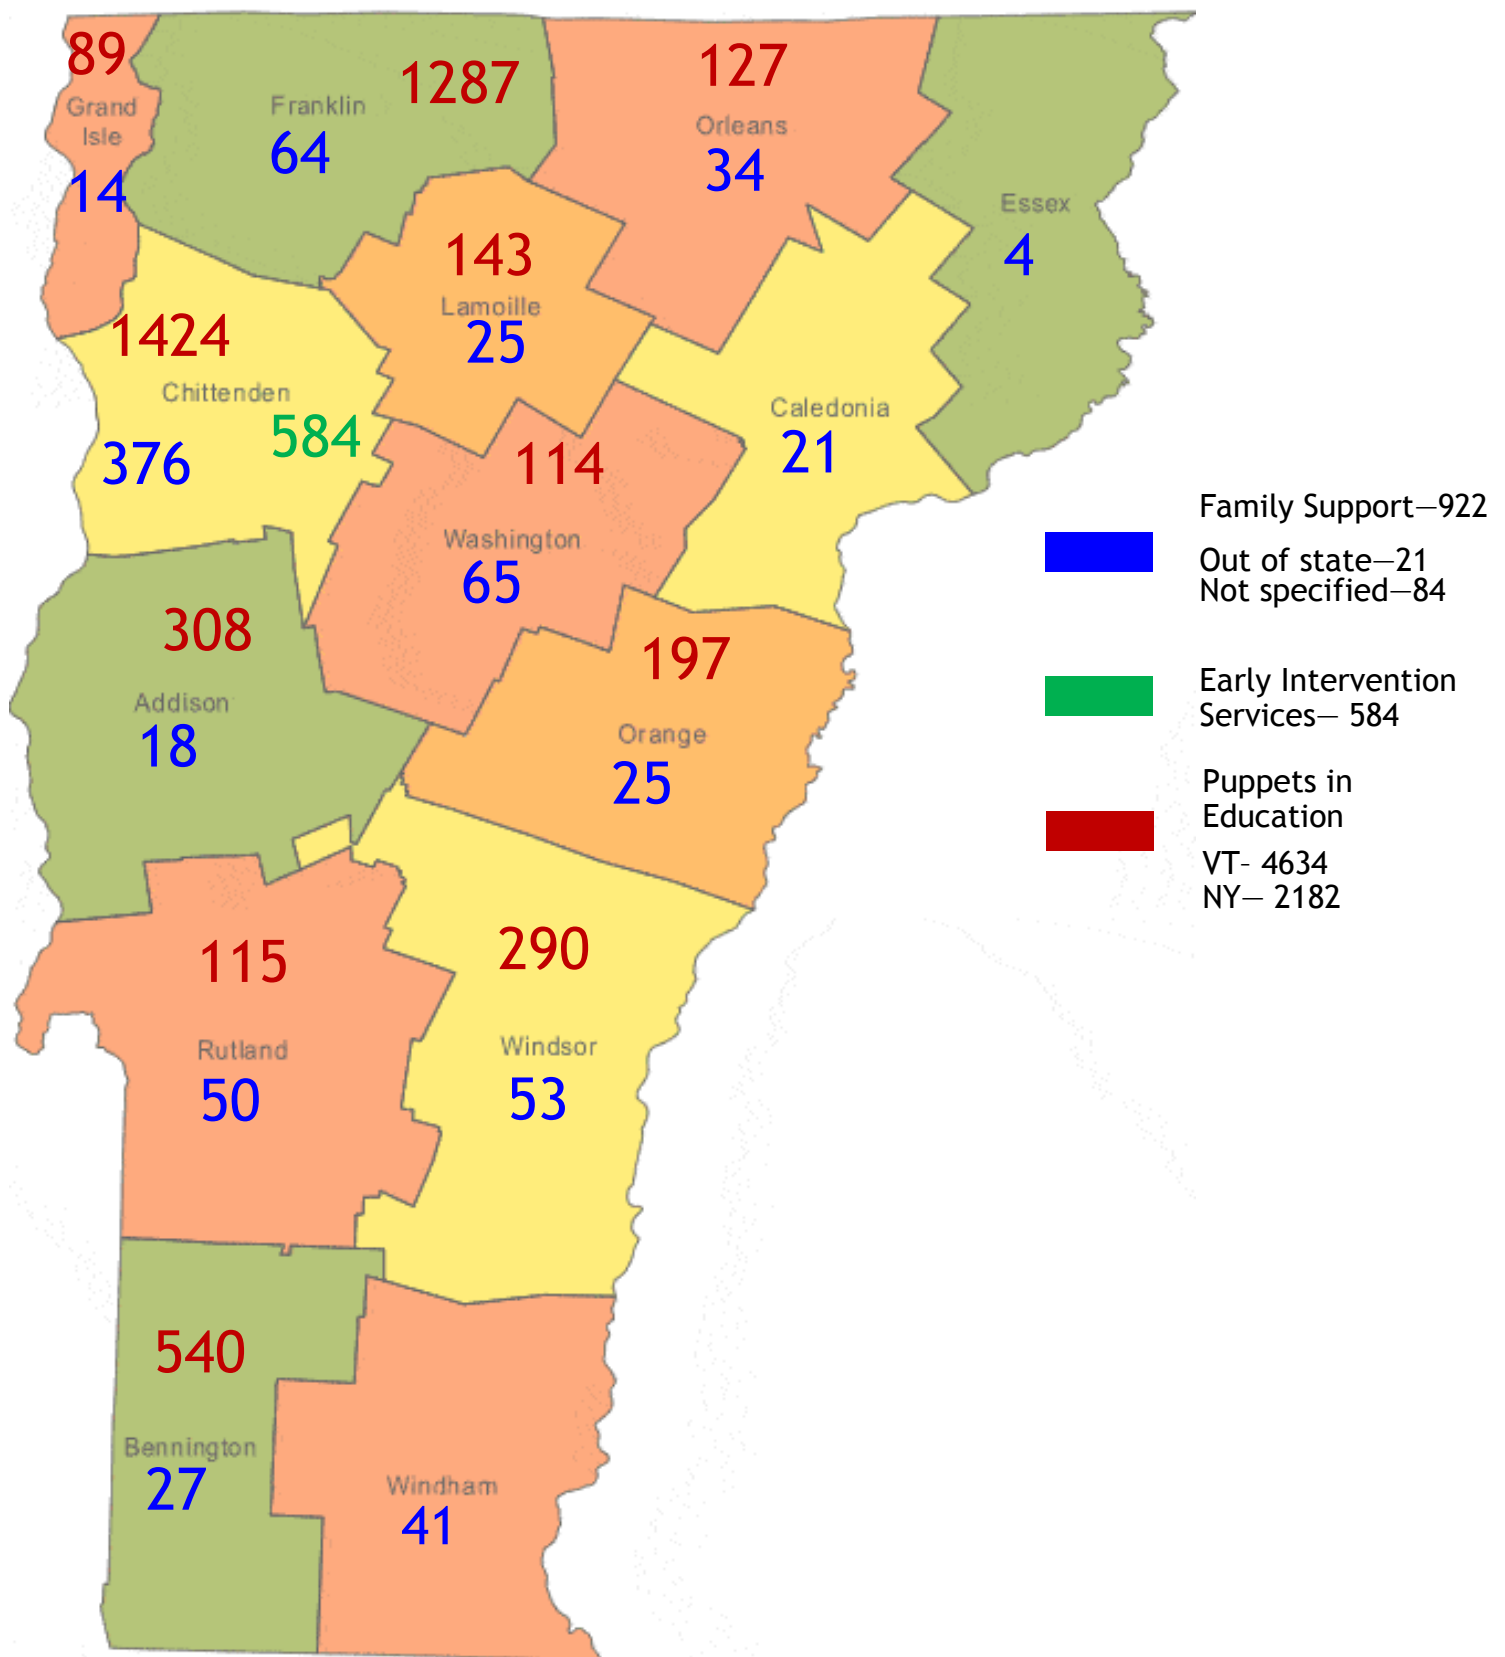 89
Grand
Isle
14
1287
Franklin
64
127
Orleans
34
Essex
4
143
Lamoille
25
1424
Chittenden
584
376
Caledonia
21
114
Washington
65
308
Addison
18
197
Orange
25
115
Rutland
50
290
Windsor
53
540
Bennington
27
Windham
41
Family Support—922
Out of state—21
Not specified—84
Early Intervention
Services— 584
Puppets in
Education
VT- 4634
NY— 2182